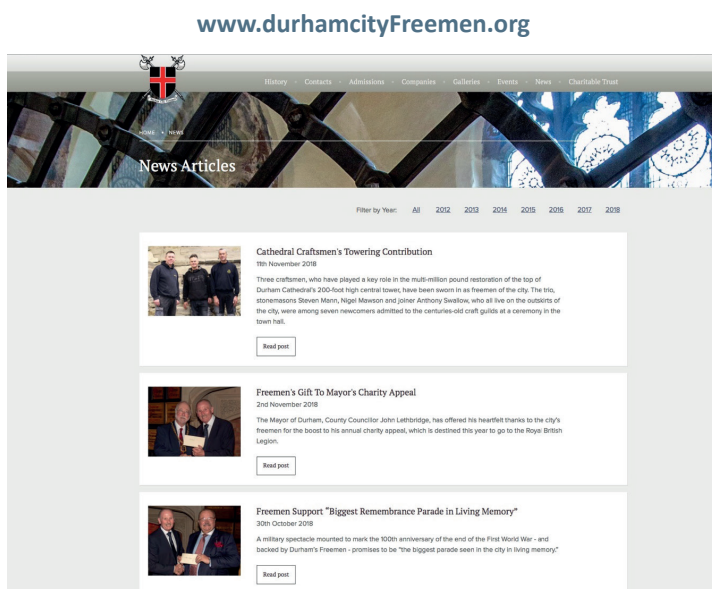 www.durhamcityFreemen.org
History • Contacts • Admissions • Companies • Galleries • Events • News • Charitable Trust
HOME NEWS
News Articles
Filter by Year: All 2012 2013 2014 2015 2016 2017 2018
Cathedral Craftsmen's Towering Contribution
11th November 2018
Three craftsmen, who have played a key role in the multi-million pound restoration of the top of
Durham Cathedral's 200-foot high central tower, have been sworn in as freemen of the city. The trio,
stonemasons Steven Mann, Nigel Mawson and joiner Anthony Swallow, who all live on the outskirts of
the city, were among seven newcomers admitted to the centuries-old craft guilds at a ceremony in the
town hall.
Read post
Freemen's Gift To Mayor's Charity Appeal
2nd November 2018
The Mayor of Durham, County Councillor John Lethbridge, has offered his heartfelt thanks to the city's
freemen for the boost to his annual charity appeal, which is destined this year to go to the Royal British
Legion.
Read post
Freemen Support "Biggest Remembrance Parade in Living Memory"
30th October 2018
A military spectacle mounted to mark the 100th anniversary of the end of the First World War - and
backed by Durham's Freemen - promises to be "the biggest parade seen in the city in living memory."
Read post